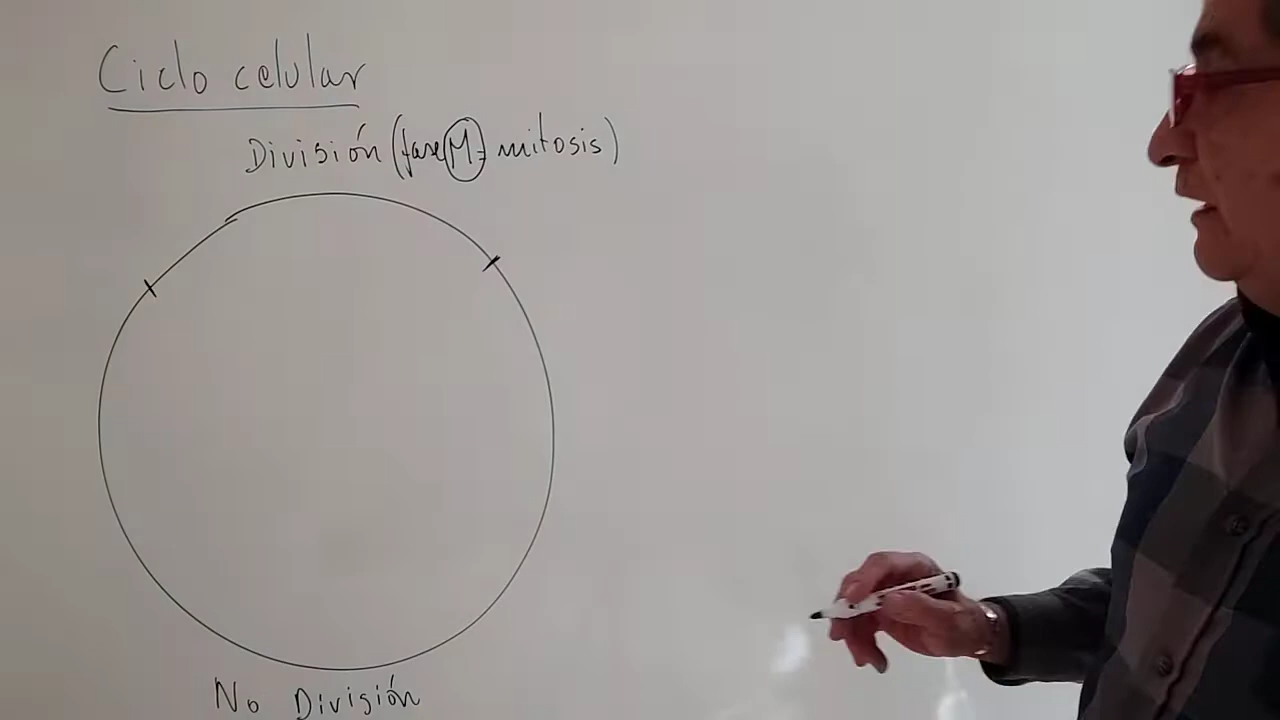 Ciclo celular
División (fase M = mitosis)
No División